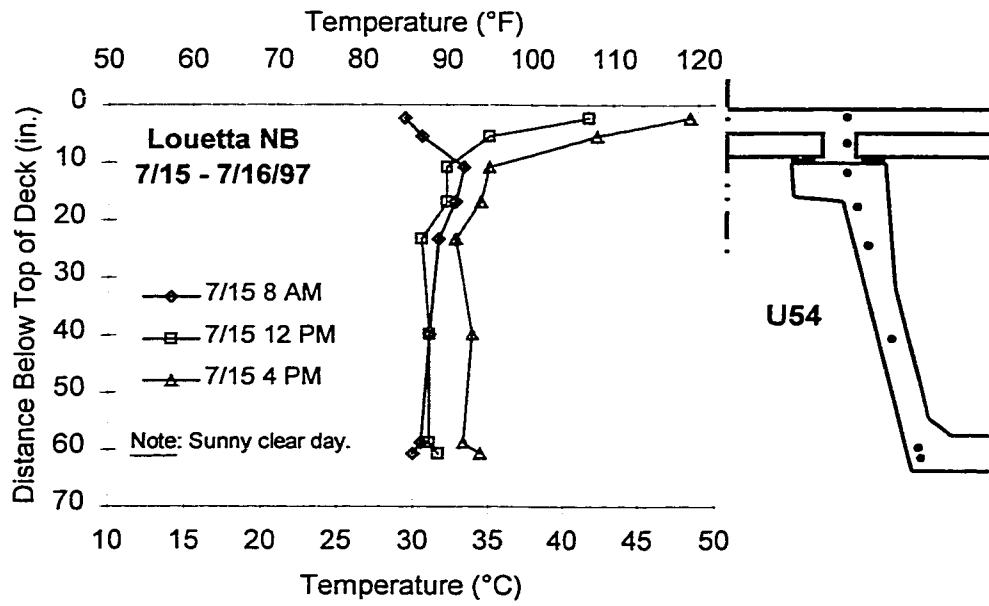 Temperature (°F)
50 60 70 80 90 100 110 120
0
10
20
30
40
50
60
70
Distance Below Top of Deck (in.)
Louetta NB
7/15 - 7/16/97
7/15 8 AM
7/15 12 PM
7/15 4 PM
Note: Sunny clear day.
U54
10 15 20 25 30 35 40 45 50
Temperature (°C)